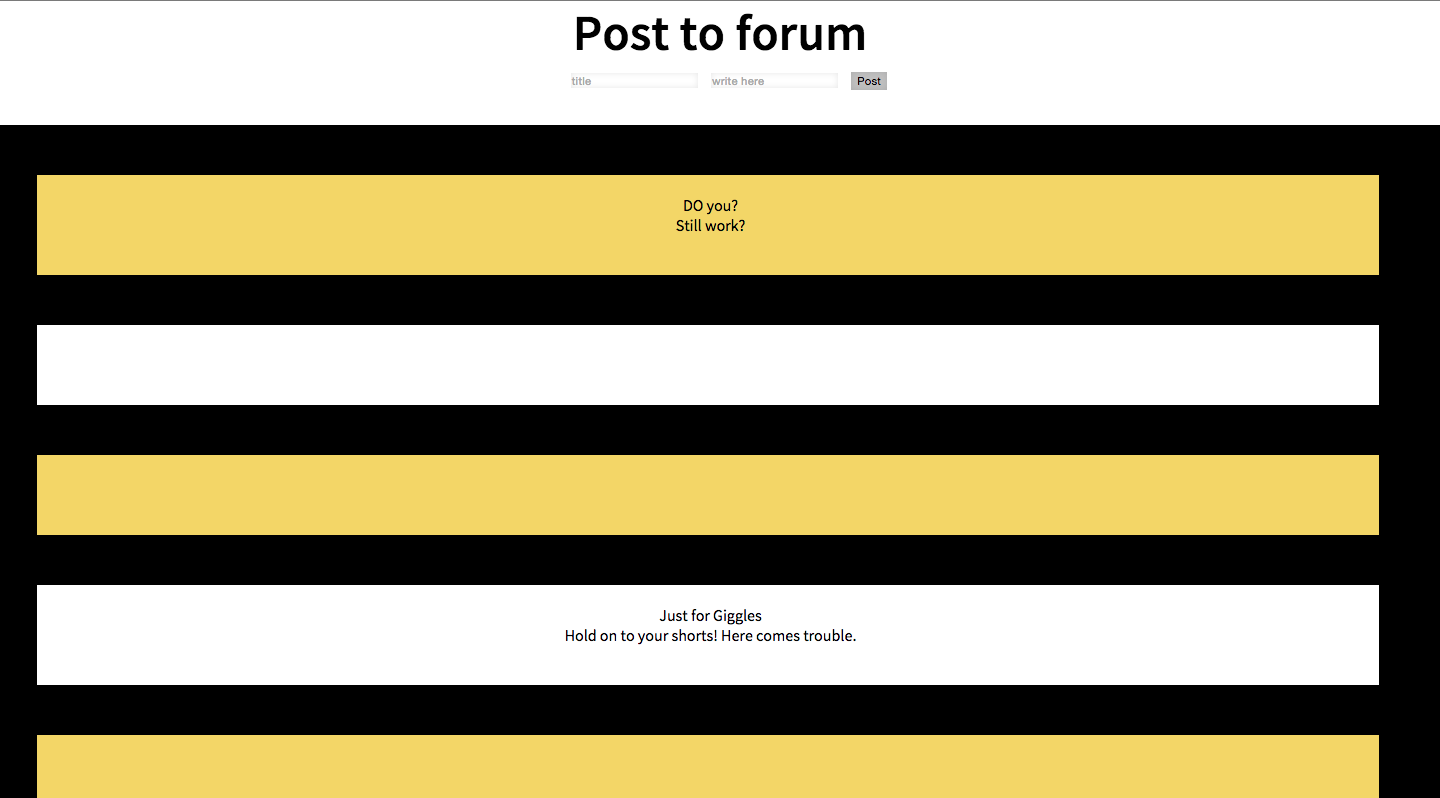 Post to forum
title write here Post
DO you?
Still work?
Just for Giggles
Hold on to your shorts! Here comes trouble.